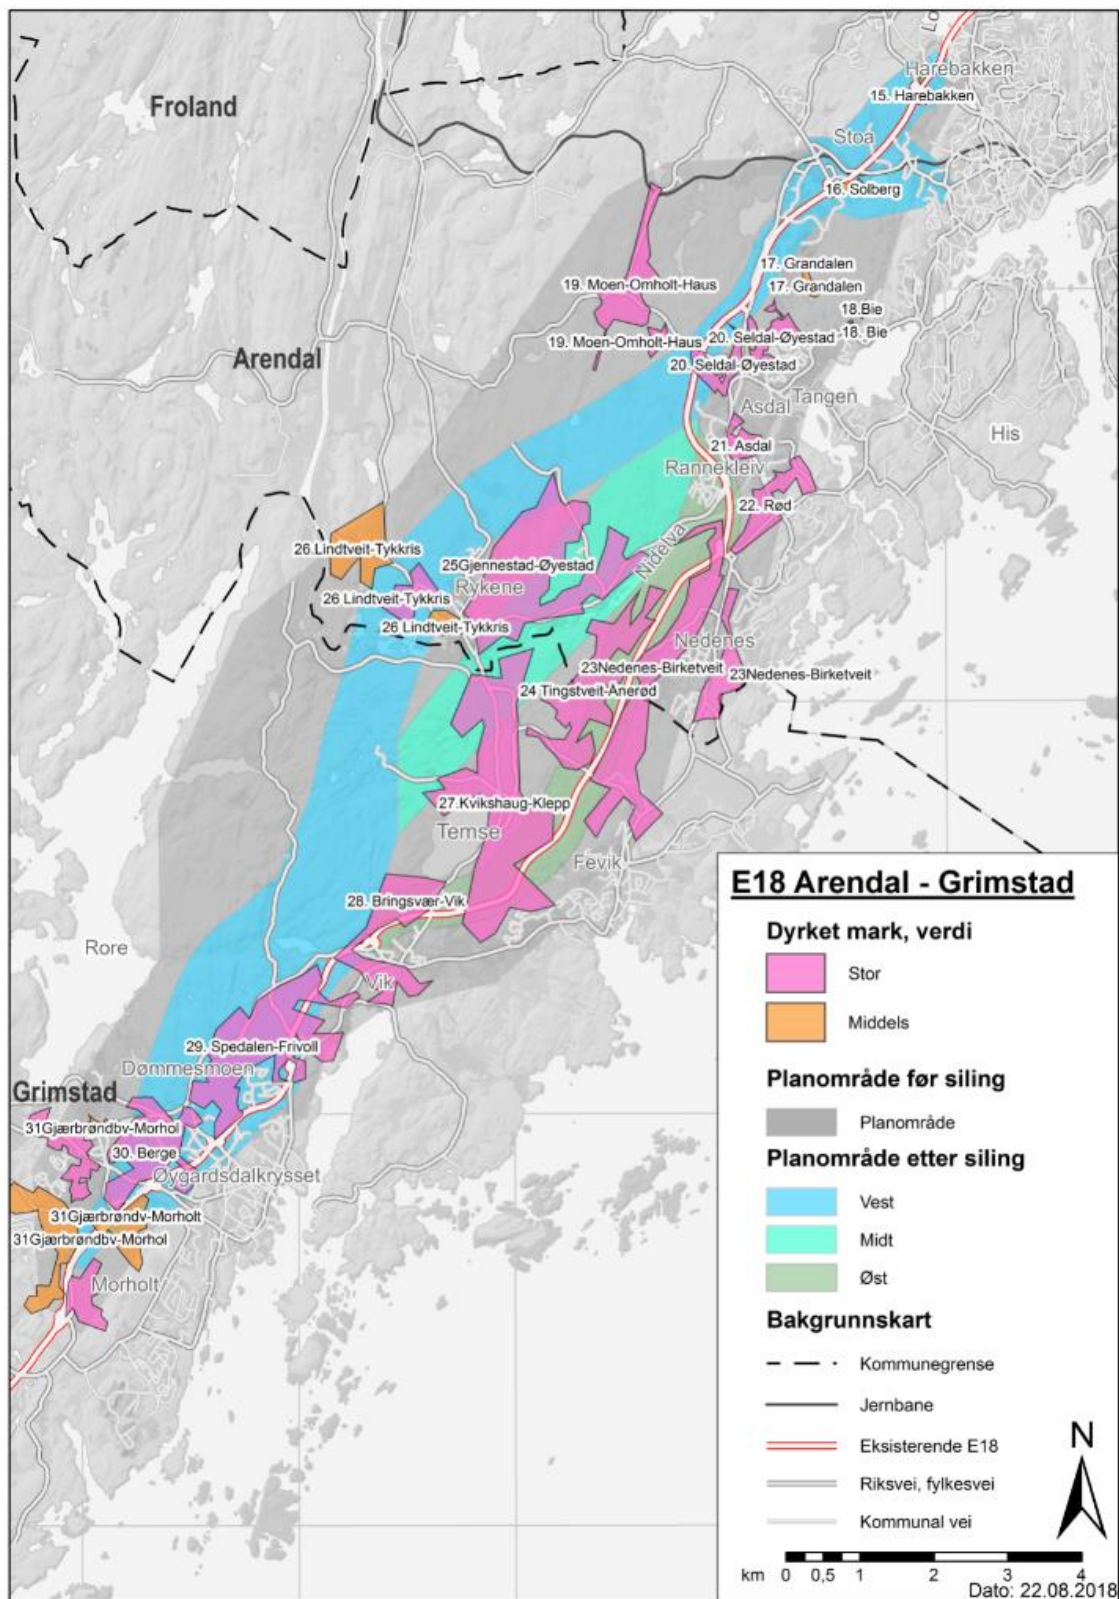 Lo
Harebakken
15. Harebakken
Froland
Stoa
16. Solberg
17. Grandalen
19. Moen-Omholt-Haus
17. Grandalen
18.Bie
18. Bie
19. Moen-Omholt-Haus
20. Seldal-Øyestad
Arendal
20. Seldal-Øyestad
Tangen
Asdal
His
21. Asdal
Rannekleiv
22. Rød
Nidelva
26.Lindtveit-Tykkris
25Gjennestad-Øyestad
Rykene
26 Lindtveit-Tykkris
26 Lindtveit-Tykkris
Nedenes
23Nedenes-Birketveit
23Nedenes-Birketveit
24 Tingstveit-Ånerød
27.Kvikshaug-Klepp
Temse
Fevik
28. Bringsvær-Vik
Rore
Vik
29. Spedalen-Frivoll
Dømmesmoen
Grimstad
31Gjærbrøndbv-Morhol
30. Berge
Øygardsdalkrysset
31Gjærbrøndv-Morholt
31Gjærbrøndbv-Morhol
Morholt
E18 Arendal - Grimstad
Dyrket mark, verdi
Stor
Middels
Planområde før siling
Planområde
Planområde etter siling
Vest
Midt
Øst
Bakgrunnskart
Kommunegrense
Jernbane
Eksisterende E18
Riksvei, fylkesvei
Kommunal vei
N
km 0 0,5 1 2 3 4
Dato: 22.08.2018